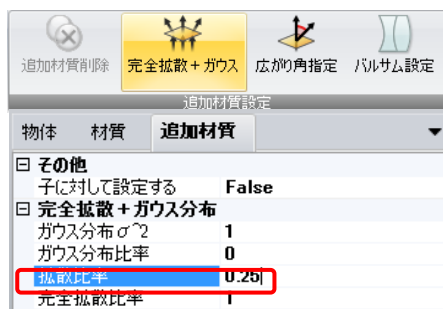 追加材質削除 完全拡散+ガウス 広がり角指定 バルサム設定
追加材質設定
物体 材質 追加材質
その他
子に対して設定する False
完全拡散+ガウス分布
ガウス分布σ^2 1
ガウス分布比率 0
拡散比率 0.25
完全拡散比率 1